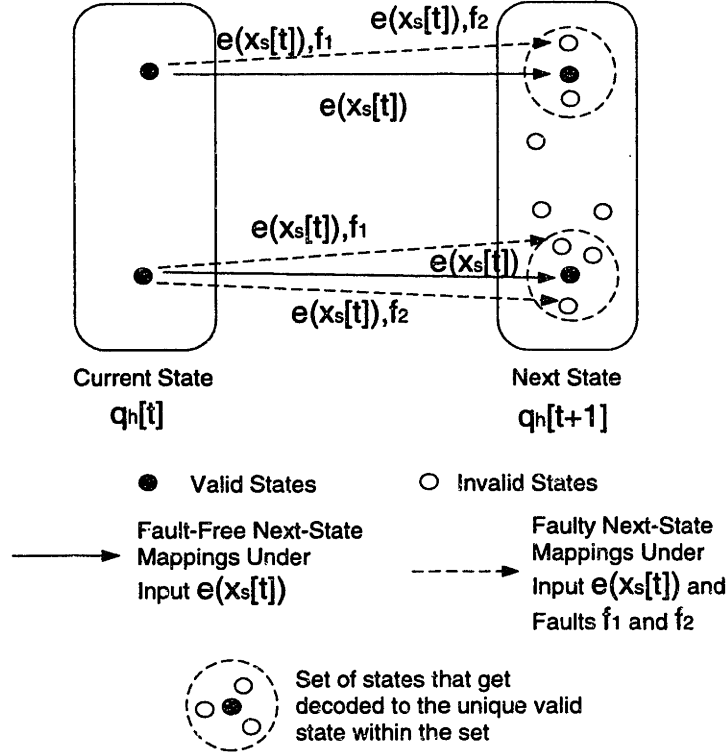 e(xs[t]),f1
e(xs[t]),f2
e(xs[t])
e(xs[t]),f1
e(xs[t])
e(xs[t]),f2
Current State
qh[t]
Next State
qh[t+1]
Valid States
Invalid States
Fault-Free Next-State
Mappings Under
Input e(xs[t])
Faulty Next-State
Mappings Under
Input e(xs[t]) and
Faults f1 and f2
Set of states that get
decoded to the unique valid
state within the set